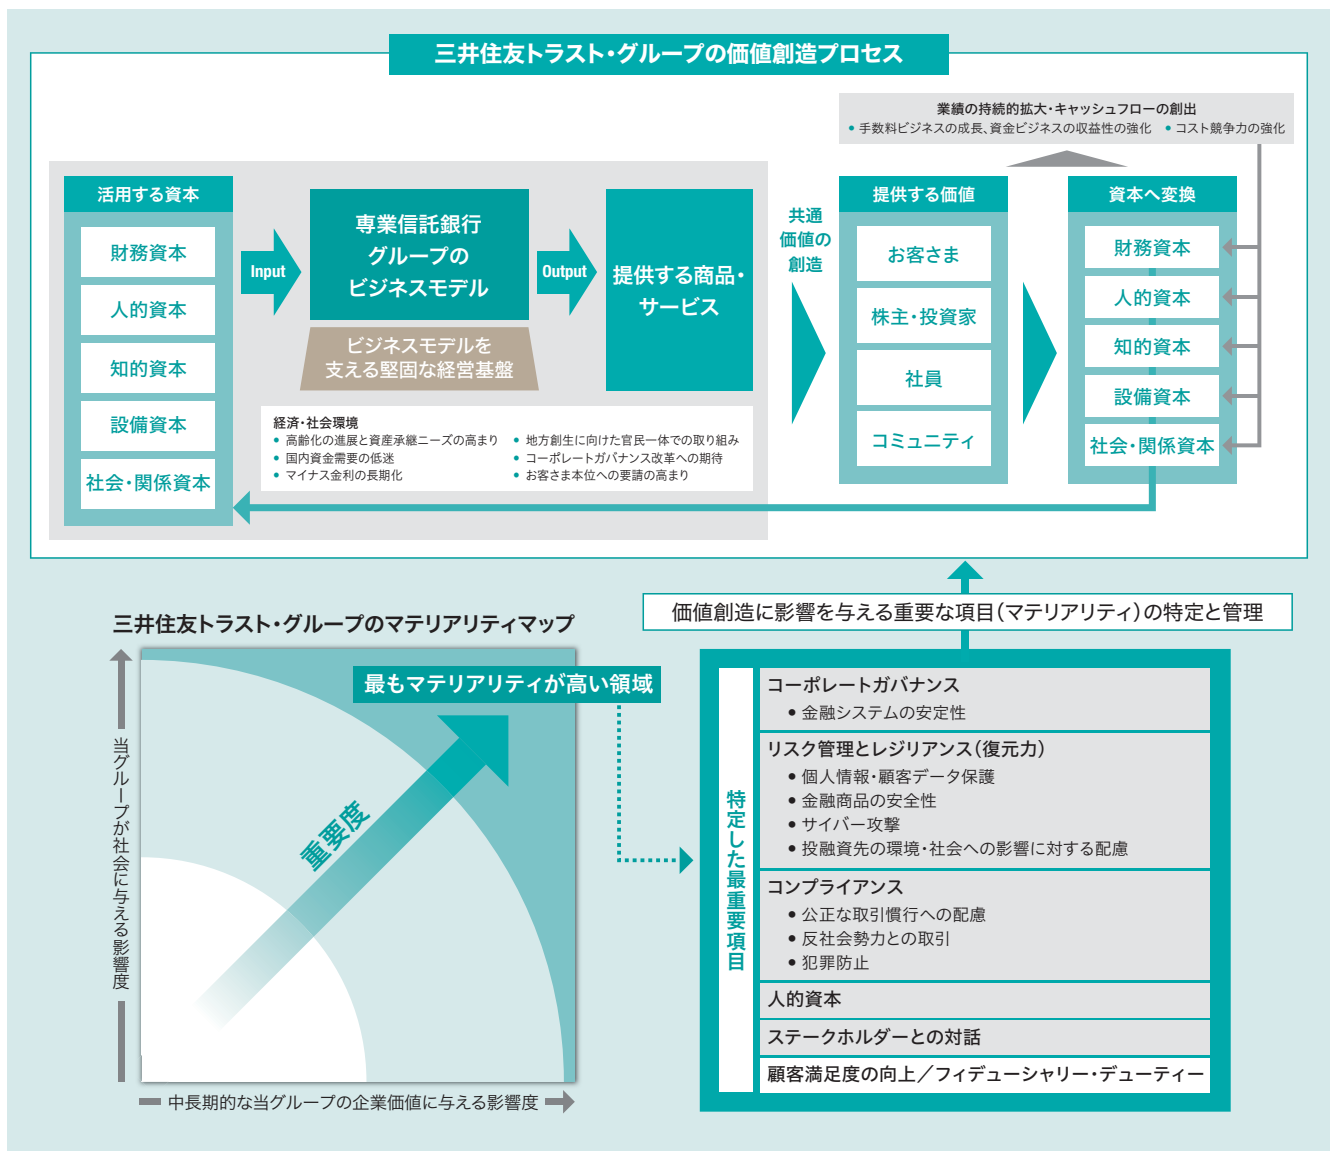 三井住友トラスト・グループの価値創造プロセス
業績の持続的拡大・キャッシュフローの創出
● 手数料ビジネスの成長、資金ビジネスの収益性の強化 ● コスト競争力の強化
活用する資本
財務資本
人的資本
知的資本
設備資本
社会・関係資本
Input
専業信託銀行
グループの
ビジネスモデル
ビジネスモデルを
支える堅固な経営基盤
Output
提供する商品・
サービス
経済・社会環境
● 高齢化の進展と資産承継ニーズの高まり
● 国内資金需要の低迷
● マイナス金利の長期化
● 地方創生に向けた官民一体での取り組み
● コーポレートガバナンス改革への期待
● お客さま本位への要請の高まり
共通
価値の
創造
提供する価値
お客さま
株主・投資家
社員
コミュニティ
資本へ変換
財務資本
人的資本
知的資本
設備資本
社会・関係資本
価値創造に影響を与える重要な項目(マテリアリティ)の特定と管理
三井住友トラスト・グループのマテリアリティマップ
最もマテリアリティが高い領域
重要度
当グループが社会に与える影響度
中長期的な当グループの企業価値に与える影響度
特定した最重要項目
コーポレートガバナンス
● 金融システムの安定性
リスク管理とレジリアンス(復元力)
● 個人情報・顧客データ保護
● 金融商品の安全性
● サイバー攻撃
● 投融資先の環境・社会への影響に対する配慮
コンプライアンス
● 公正な取引慣行への配慮
● 反社会勢力との取引
● 犯罪防止
人的資本
ステークホルダーとの対話
顧客満足度の向上／フィデューシャリー・デューティー